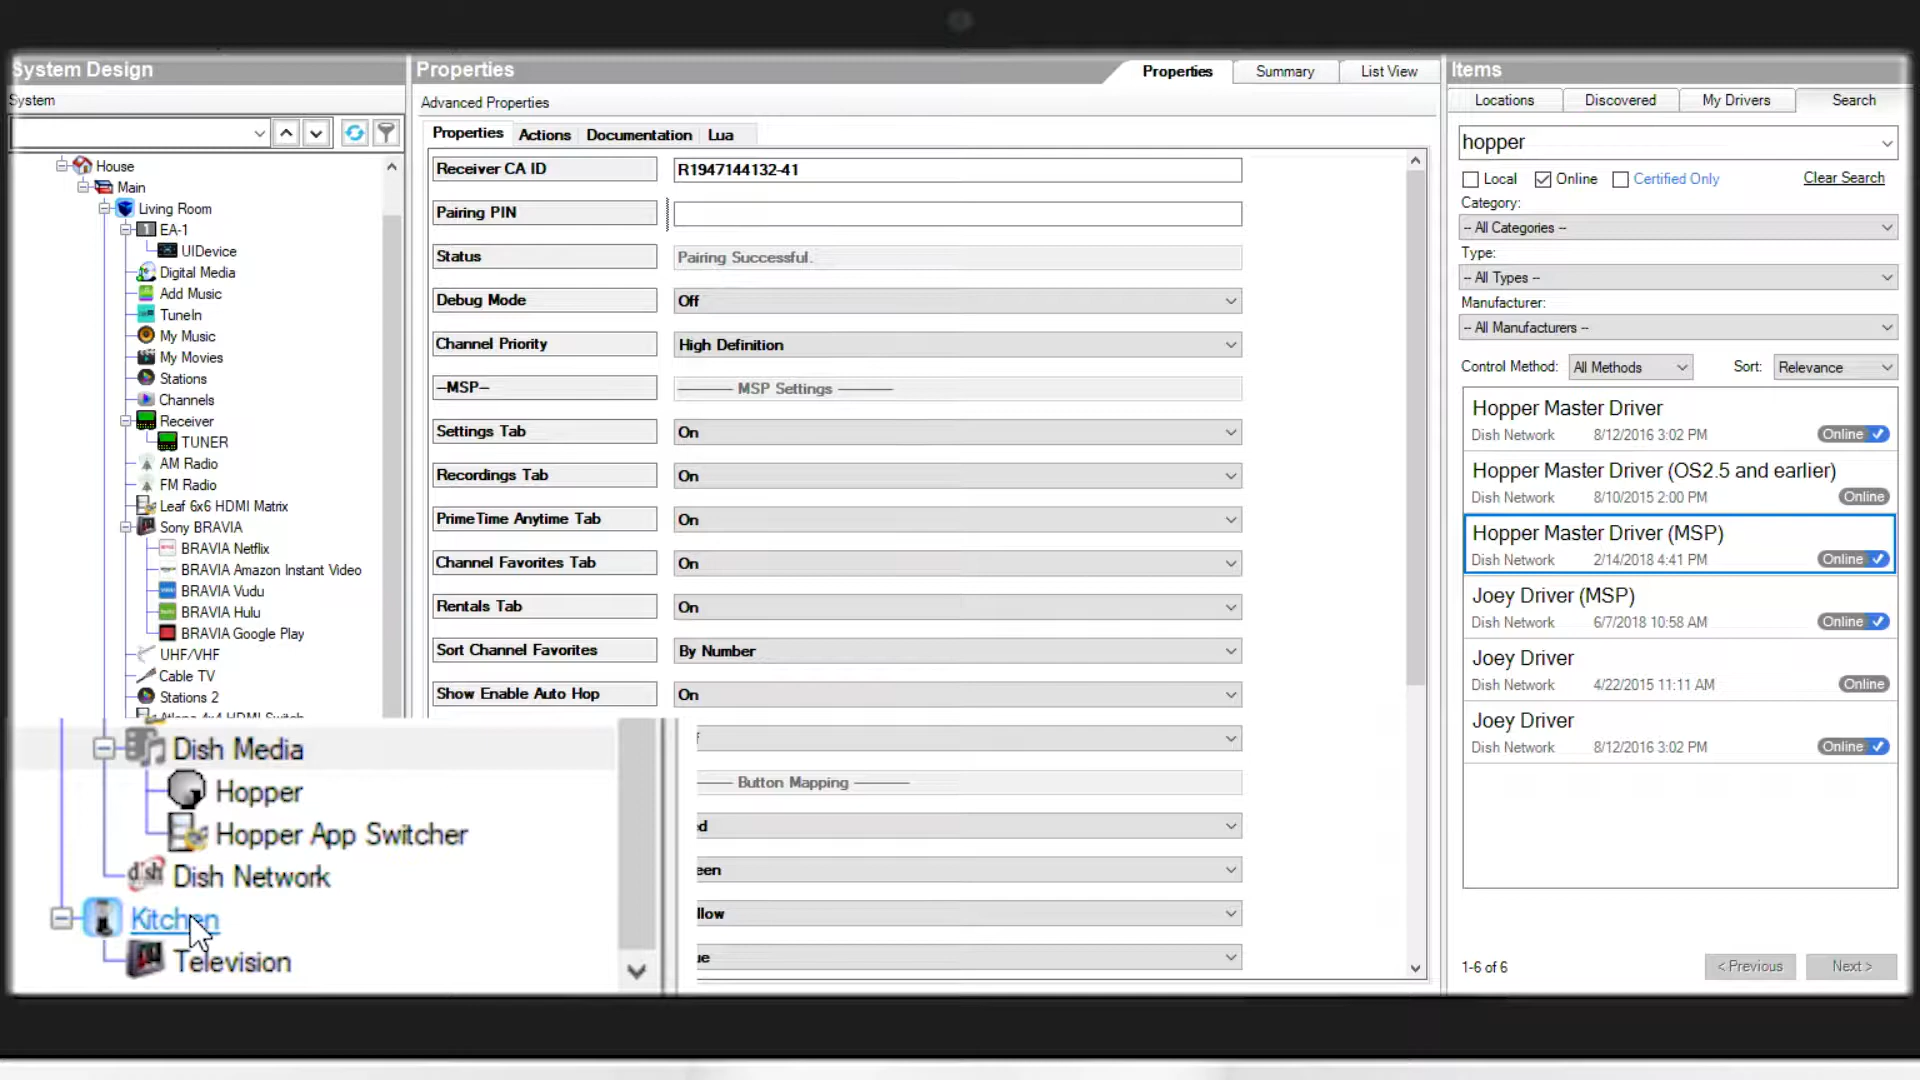 System Design
System
House
Main
Living Room
EA-1
UIDevice
Digital Media
Add Music
TuneIn
My Music
My Movies
Stations
Channels
Receiver
TUNER
AM Radio
FM Radio
Leaf 6x6 HDMI Matrix
Sony BRAVIA
BRAVIA Netflix
BRAVIA Amazon Instant Video
BRAVIA Vudu
BRAVIA Hulu
BRAVIA Google Play
UHF/VHF
Cable TV
Stations 2
Dish Media
Hopper
Hopper App Switcher
Dish Network
Kitchen
Television
Properties
Properties Summary List View
Advanced Properties
Properties Actions Documentation Lua
Receiver CA ID R1947144132-41
Pairing PIN
Status Pairing Successful.
Debug Mode Off
Channel Priority High Definition
--MSP-- MSP Settings
Settings Tab On
Recordings Tab On
PrimeTime Anytime Tab On
Channel Favorites Tab On
Rentals Tab On
Sort Channel Favorites By Number
Show Enable Auto Hop On
Button Mapping
Items
Locations Discovered My Drivers Search
hopper
Local Online Certified Only Clear Search
Category:
-- All Categories --
Type:
-- All Types --
Manufacturer:
-- All Manufacturers --
Control Method: All Methods Sort: Relevance
Hopper Master Driver
Dish Network 8/12/2016 3:02 PM Online
Hopper Master Driver (OS2.5 and earlier)
Dish Network 8/10/2015 2:00 PM Online
Hopper Master Driver (MSP)
Dish Network 2/14/2018 4:41 PM Online
Joey Driver (MSP)
Dish Network 6/7/2018 10:58 AM Online
Joey Driver
Dish Network 4/22/2015 11:11 AM Online
Joey Driver
Dish Network 8/12/2016 3:02 PM Online
1-6 of 6 < Previous Next >